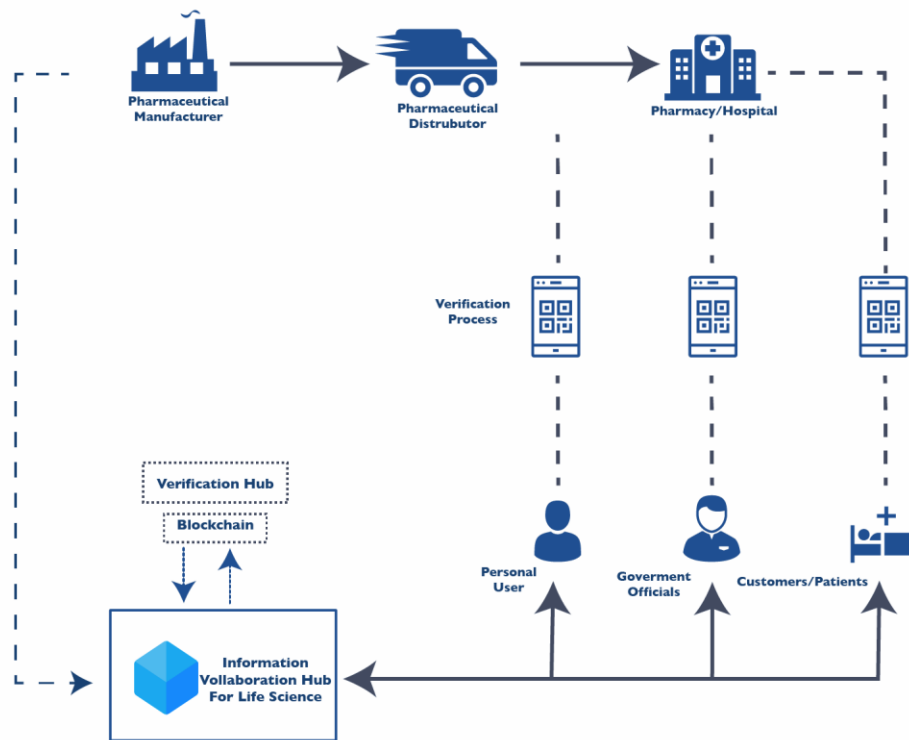 Pharmaceutical
Manufacturer
Pharmaceutical
Distrubutor
Pharmacy/Hospital
Verification
Process
Verification Hub
Blockchain
Personal
User
Goverment
Officials
Customers/Patients
Information
Vollaboration Hub
For Life Science